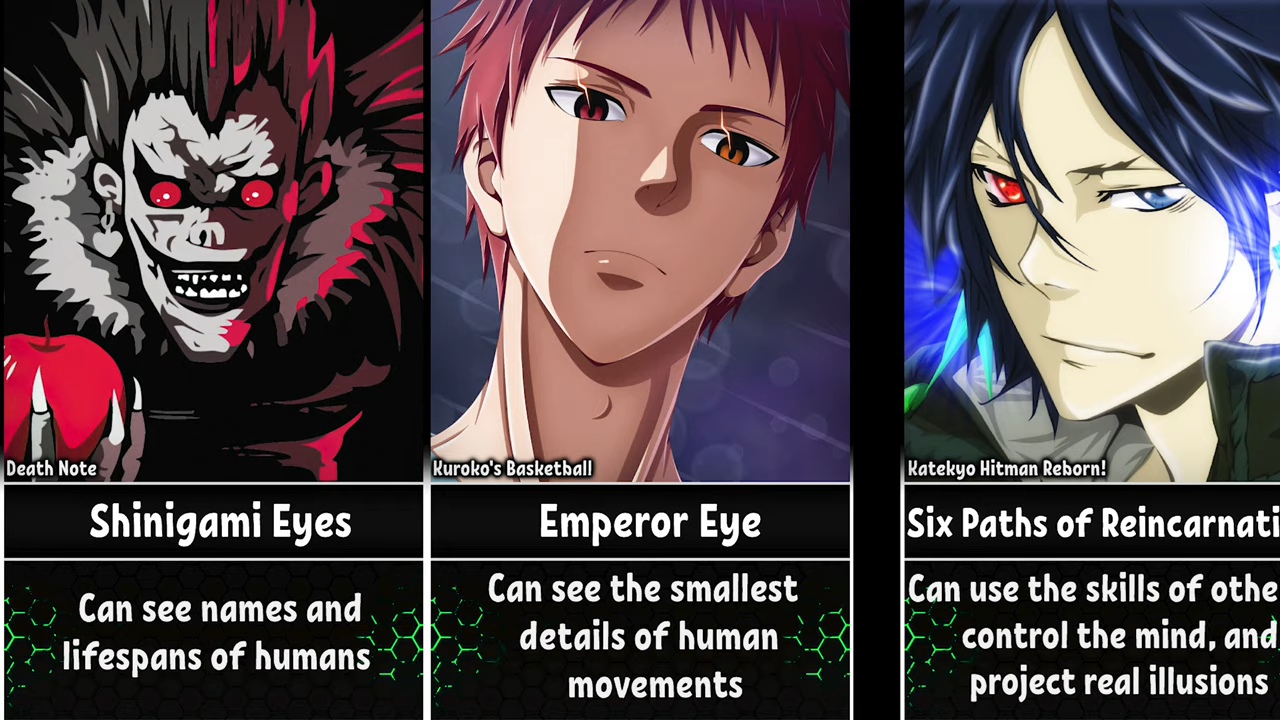 Death Note
Shinigami Eyes
Can see names and
lifespans of humans
Kuroko's Basketball
Emperor Eye
Can see the smallest
details of human
movements
Katekyo Hitman Reborn!
Six Paths of
Can use the skills of
control the mind, and
project real illusions